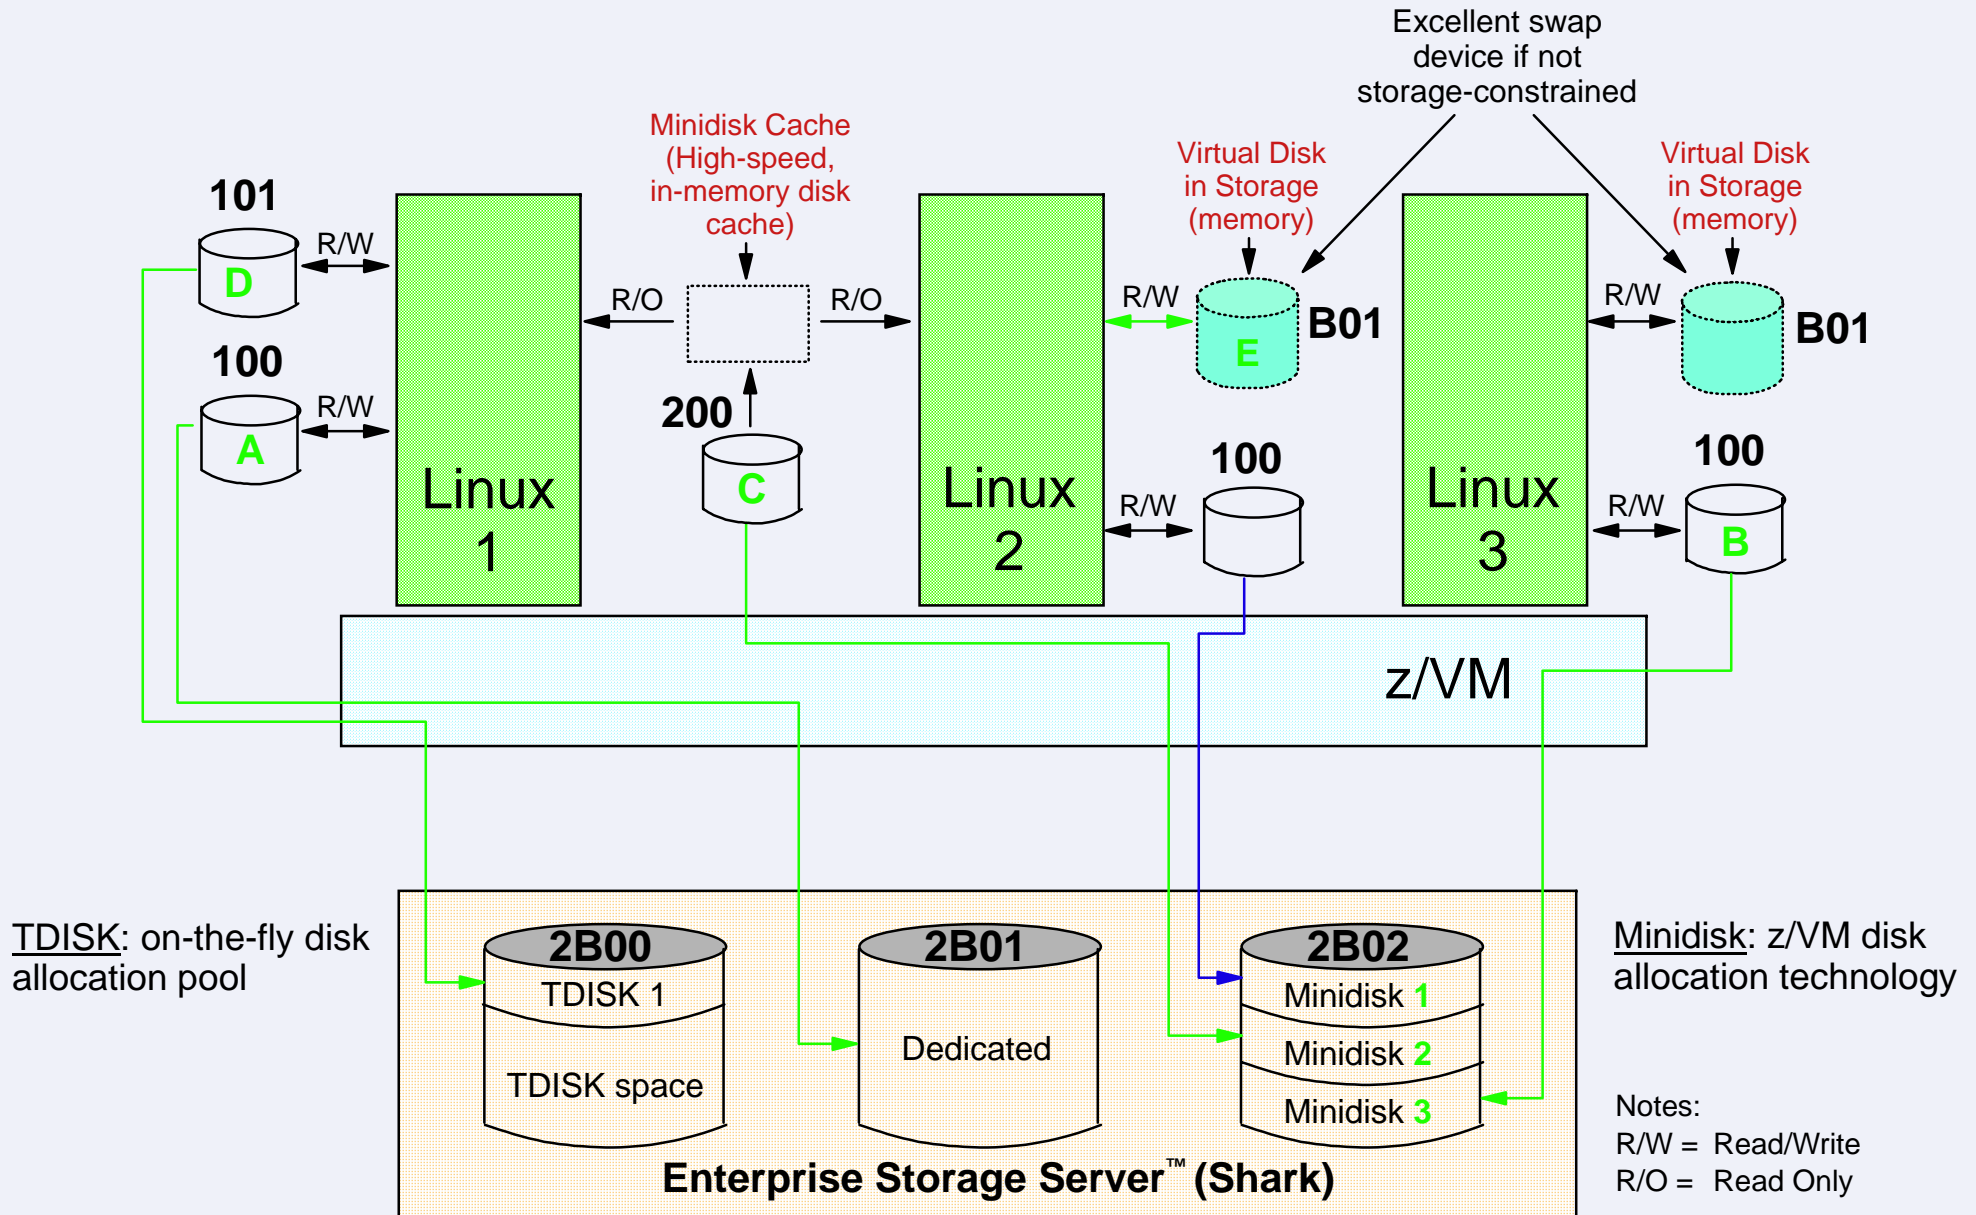 Excellent swap
device if not
storage-constrained
Minidisk Cache
(High-speed,
in-memory disk
cache)
Virtual Disk
in Storage
(memory)
Virtual Disk
in Storage
(memory)
101
D
R/W
100
A
R/W
Linux
1
R/O
R/O
200
C
Linux
2
R/W
E
B01
100
R/W
Linux
3
R/W
B01
100
R/W
B
z/VM
TDISK: on-the-fly disk
allocation pool
2B00
TDISK 1
TDISK space
2B01
Dedicated
2B02
Minidisk 1
Minidisk 2
Minidisk 3
Enterprise Storage Server™ (Shark)
Minidisk: z/VM disk
allocation technology
Notes:
R/W = Read/Write
R/O = Read Only